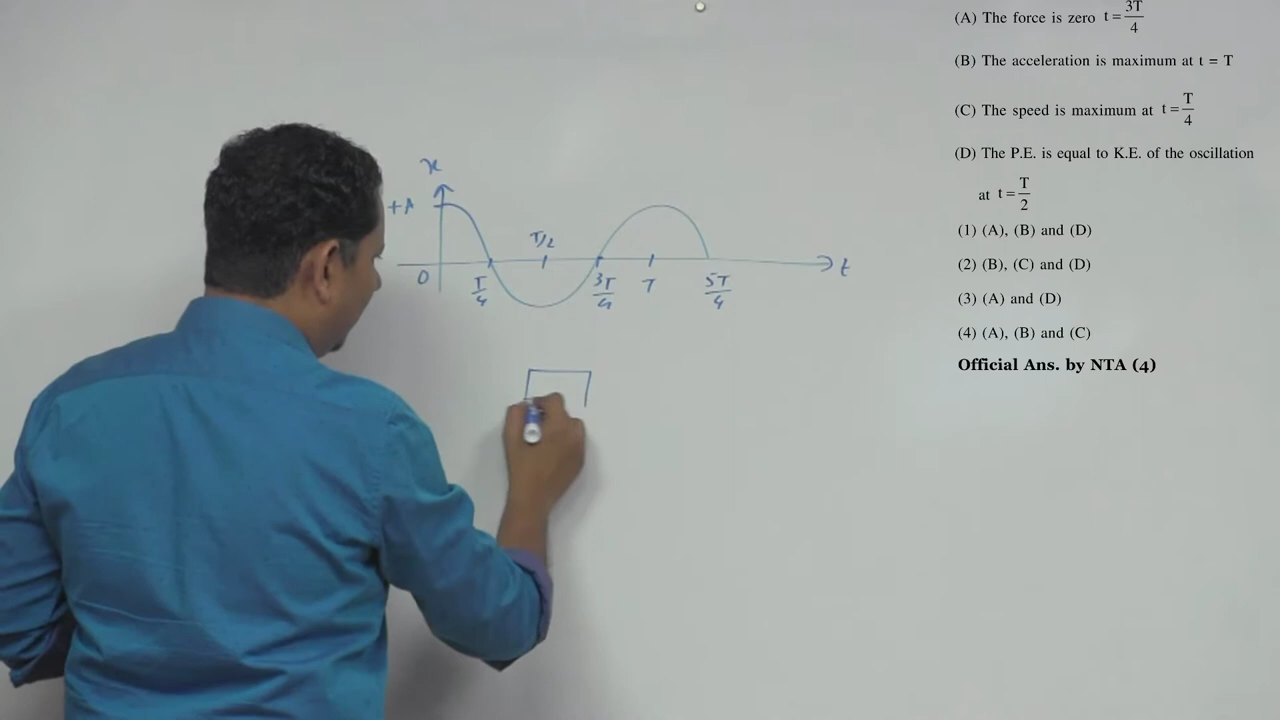 (A) The force is zero t = 3T/4
(B) The acceleration is maximum at t = T
(C) The speed is maximum at t = T/4
(D) The P.E. is equal to K.E. of the oscillation
at t = T/2
(1) (A), (B) and (D)
(2) (B), (C) and (D)
(3) (A) and (D)
(4) (A), (B) and (C)
Official Ans. by NTA (4)
x
+A
T/2
0 T/4 3T/4 T 5T/4 t